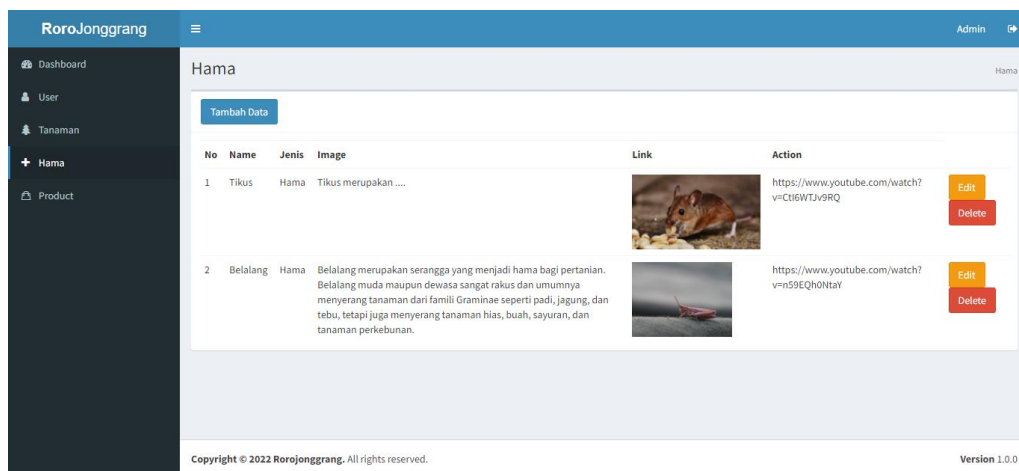 RoroJonggrang
Admin
Dashboard
User
Tanaman
Hama
Product
Hama
Hama
Tambah Data
No Name Jenis Image Link Action
1 Tikus Hama Tikus merupakan ....
https://www.youtube.com/watch?
v=CtI6WTJv9RQ
Edit
Delete
2 Belalang Hama Belalang merupakan serangga yang menjadi hama bagi pertanian.
Belalang muda maupun dewasa sangat rakus dan umumnya
menyerang tanaman dari famili Graminae seperti padi, jagung, dan
tebu, tetapi juga menyerang tanaman hias, buah, sayuran, dan
tanaman perkebunan.
https://www.youtube.com/watch?
v=n59EQh0NtaY
Edit
Delete
Copyright © 2022 Rorojonggrang. All rights reserved.
Version 1.0.0